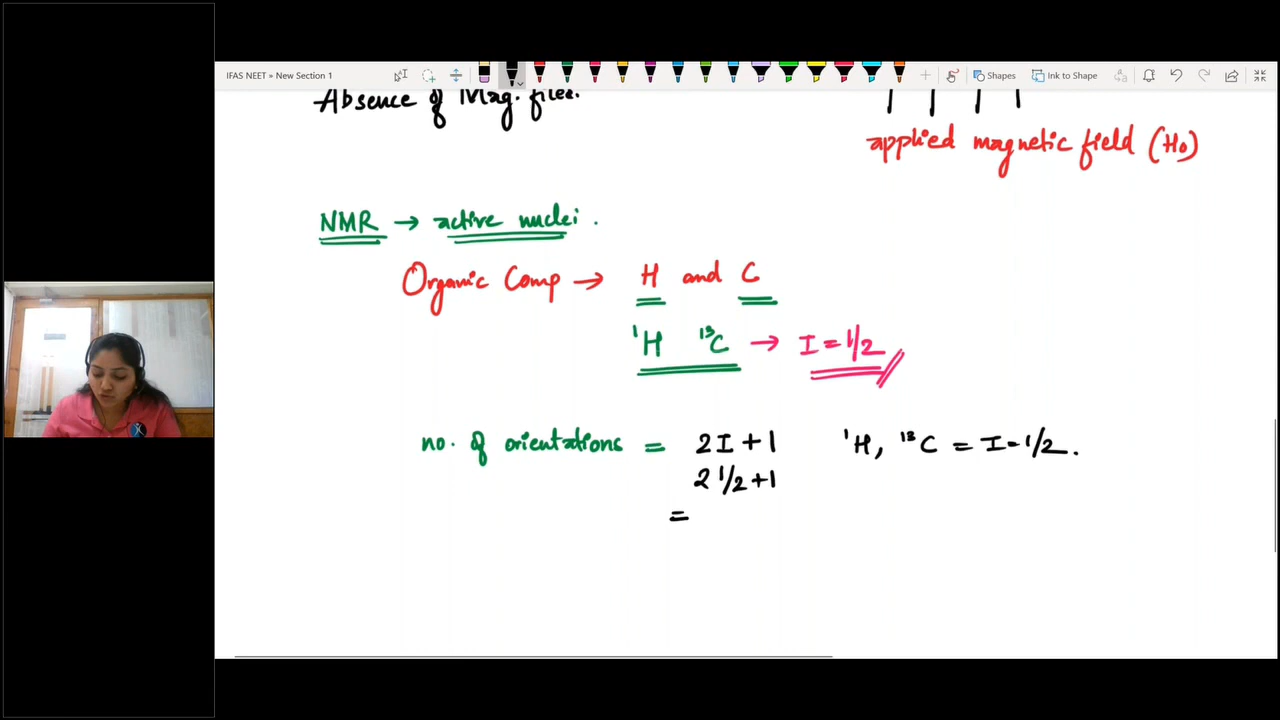 IFAS NEET » New Section 1
Shapes
Ink to Shape
Absence of Mag. filed.
applied magnetic field (H₀)
NMR → active nuclei.
Organic Comp → H and C
¹H ¹³C → I = 1/2
no. of orientations = 2I + 1 ¹H, ¹³C = I = 1/2.
2 1/2 + 1
=